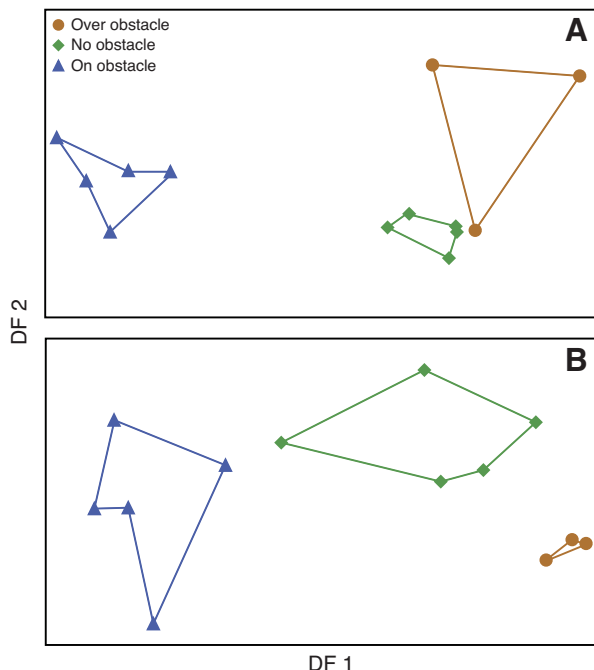 Over obstacle
No obstacle
On obstacle
A
DF 2
B
DF 1